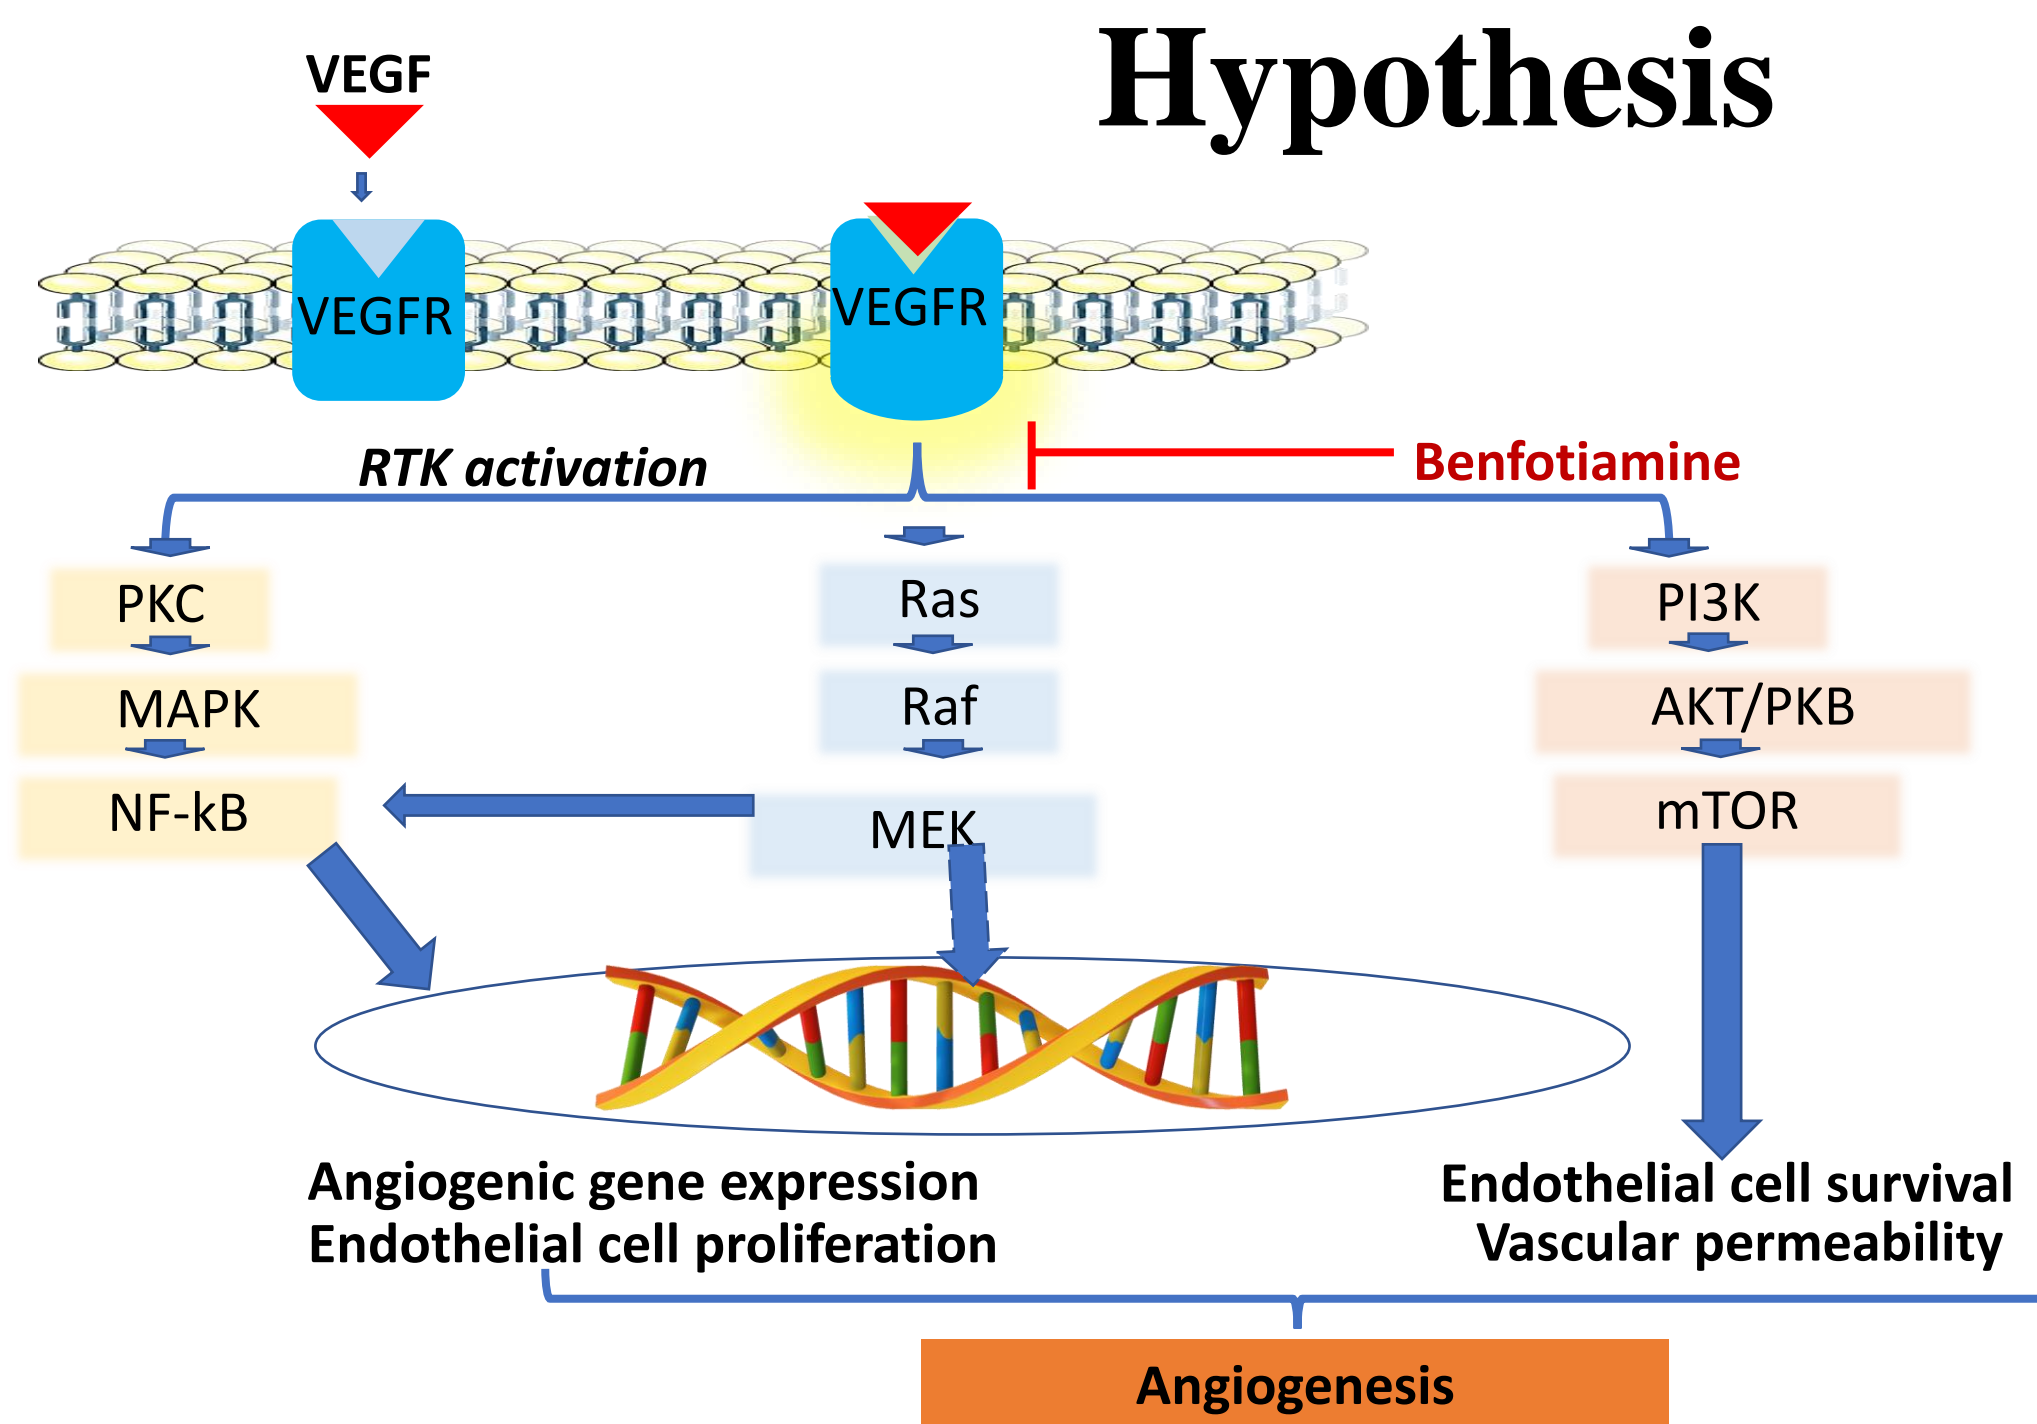 Hypothesis
VEGF
VEGFR
VEGFR
RTK activation
Benfotiamine
PKC
Ras
PI3K
MAPK
Raf
AKT/PKB
NF-kB
MEK
mTOR
Angiogenic gene expression
Endothelial cell proliferation
Endothelial cell survival
Vascular permeability
Angiogenesis